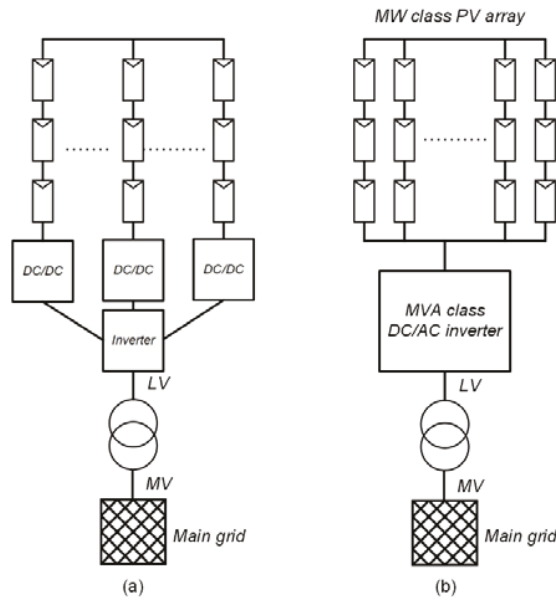 MW class PV array
DC/DC
DC/DC
DC/DC
Inverter
LV
MV
Main grid
(a)
MVA class
DC/AC inverter
LV
MV
Main grid
(b)